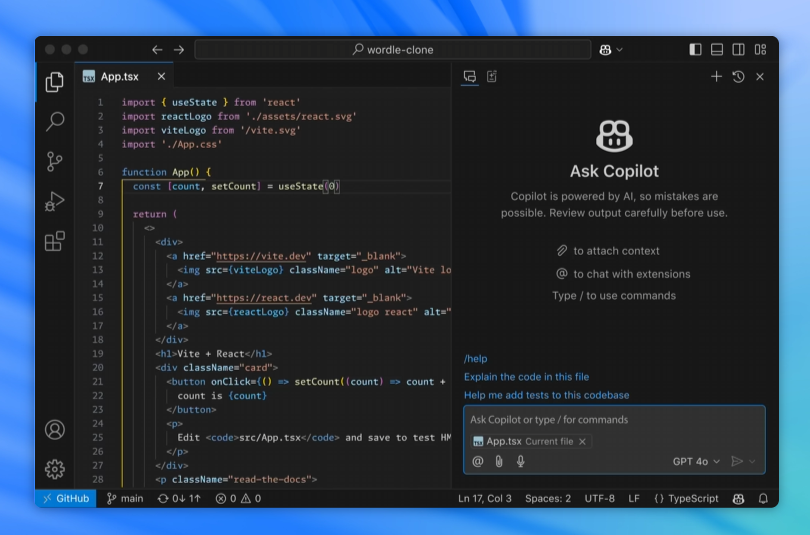 wordle-clone
TSX App.tsx
1 import { useState } from 'react'
2 import reactLogo from './assets/react.svg'
3 import viteLogo from '/vite.svg'
4 import './App.css'
5
6 function App() {
7 const [count, setCount] = useState(0)
8
9 return (
10 <>
11 <div>
12 <a href="https://vite.dev" target="_blank">
13 <img src={viteLogo} className="logo" alt="Vite lo
14 </a>
15 <a href="https://react.dev" target="_blank">
16 <img src={reactLogo} className="logo react" alt="
17 </a>
18 </div>
19 <h1>Vite + React</h1>
20 <div className="card">
21 <button onClick={() => setCount((count) => count +
22 count is {count}
23 </button>
24 <p>
25 Edit <code>src/App.tsx</code> and save to test HM
26 </p>
27 </div>
28 <p className="read-the-docs">
Ask Copilot
Copilot is powered by AI, so mistakes are
possible. Review output carefully before use.
to attach context
@ to chat with extensions
Type / to use commands
/help
Explain the code in this file
Help me add tests to this codebase
Ask Copilot or type / for commands
TSX App.tsx Current file
@ GPT 4o
GitHub main 0↓ 1↑ 0 0 Ln 17, Col 3 Spaces: 2 UTF-8 LF {} TypeScript